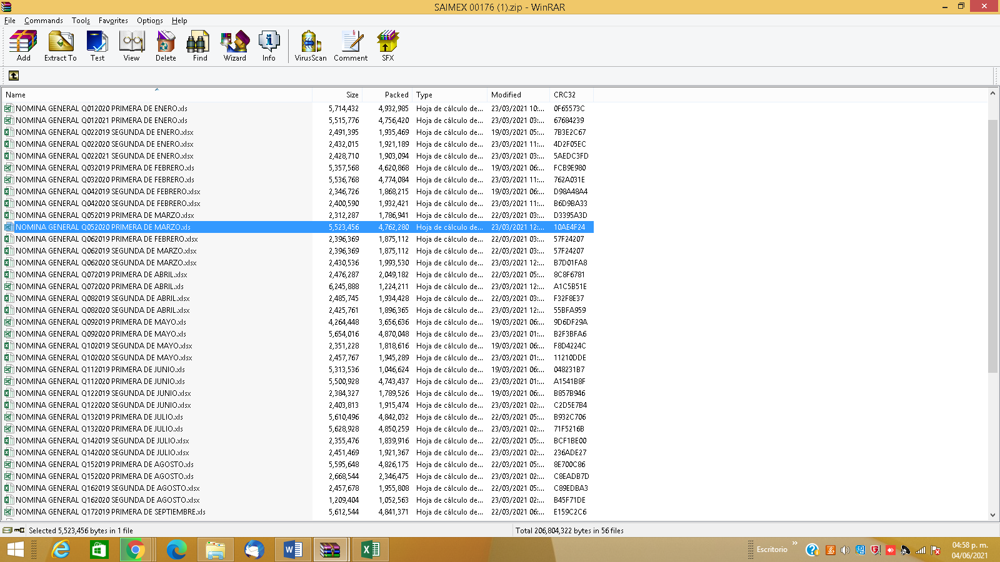 SAIMEX 00176 (1).zip - WinRAR
File Commands Tools Favorites Options Help
Add Extract To Test View Delete Find Wizard Info VirusScan Comment SFX
Name Size Packed Type Modified CRC32
NOMINA GENERAL Q012020 PRIMERA DE ENERO.xls 5,714,432 4,932,985 Hoja de cálculo de... 23/03/2021 10:... 0F65573C
NOMINA GENERAL Q012021 PRIMERA DE ENERO.xls 5,515,776 4,756,420 Hoja de cálculo de... 23/03/2021 03:... 67684239
NOMINA GENERAL Q022019 SEGUNDA DE ENERO.xlsx 2,491,395 1,935,469 Hoja de cálculo de... 19/03/2021 05:... 7B3E2C67
NOMINA GENERAL Q022020 SEGUNDA DE ENERO.xlsx 2,432,015 1,921,189 Hoja de cálculo de... 23/03/2021 11:... 4D2F05EC
NOMINA GENERAL Q022021 SEGUNDA DE ENERO.xlsx 2,428,710 1,903,094 Hoja de cálculo de... 23/03/2021 03:... 5AEDC3FD
NOMINA GENERAL Q032019 PRIMERA DE FEBRERO.xls 5,357,568 4,620,868 Hoja de cálculo de... 19/03/2021 06:... FCB9E980
NOMINA GENERAL Q032020 PRIMERA DE FEBRERO.xls 5,536,768 4,774,084 Hoja de cálculo de... 23/03/2021 11:... 762A031E
NOMINA GENERAL Q042019 SEGUNDA DE FEBRERO.xlsx 2,346,726 1,868,215 Hoja de cálculo de... 19/03/2021 06:... D98A48A4
NOMINA GENERAL Q042020 SEGUNDA DE FEBRERO.xlsx 2,400,590 1,932,421 Hoja de cálculo de... 23/03/2021 11:... B6D9BA33
NOMINA GENERAL Q052019 PRIMERA DE MARZO.xlsx 2,312,287 1,786,941 Hoja de cálculo de... 22/03/2021 03:... D3395A3D
NOMINA GENERAL Q052020 PRIMERA DE MARZO.xls 5,523,456 4,762,280 Hoja de cálculo de... 23/03/2021 12:... 10AE4F24
NOMINA GENERAL Q062019 PRIMERA DE FEBRERO.xlsx 2,396,369 1,875,112 Hoja de cálculo de... 22/03/2021 03:... 57F24207
NOMINA GENERAL Q062019 SEGUNDA DE MARZO.xlsx 2,396,369 1,875,112 Hoja de cálculo de... 22/03/2021 03:... 57F24207
NOMINA GENERAL Q062020 SEGUNDA DE MARZO.xlsx 2,430,536 1,993,530 Hoja de cálculo de... 23/03/2021 12:... B7D01FA8
NOMINA GENERAL Q072019 PRIMERA DE ABRIL.xlsx 2,476,287 2,049,182 Hoja de cálculo de... 22/03/2021 05:... 8C8F6781
NOMINA GENERAL Q072020 PRIMERA DE ABRIL.xls 6,245,888 1,224,211 Hoja de cálculo de... 23/03/2021 12:... A1C5B51E
NOMINA GENERAL Q082019 SEGUNDA DE ABRIL.xlsx 2,485,745 1,934,428 Hoja de cálculo de... 22/03/2021 03:... F32F8E37
NOMINA GENERAL Q082020 SEGUNDA DE ABRIL.xlsx 2,425,761 1,896,365 Hoja de cálculo de... 23/03/2021 12:... 55BFA959
NOMINA GENERAL Q092019 PRIMERA DE MAYO.xls 4,264,448 3,656,636 Hoja de cálculo de... 19/03/2021 06:... 9D6DF29A
NOMINA GENERAL Q092020 PRIMERA DE MAYO.xls 5,654,016 4,870,048 Hoja de cálculo de... 23/03/2021 01:... B2F3BFA6
NOMINA GENERAL Q102019 SEGUNDA DE MAYO.xlsx 2,351,228 1,818,616 Hoja de cálculo de... 19/03/2021 06:... F8D4224C
NOMINA GENERAL Q102020 SEGUNDA DE MAYO.xlsx 2,457,767 1,945,289 Hoja de cálculo de... 23/03/2021 01:... 11210DDE
NOMINA GENERAL Q112019 PRIMERA DE JUNIO.xls 5,313,536 1,046,624 Hoja de cálculo de... 19/03/2021 06:... 048231B7
NOMINA GENERAL Q112020 PRIMERA DE JUNIO.xls 5,500,928 4,743,437 Hoja de cálculo de... 23/03/2021 01:... A1541B8F
NOMINA GENERAL Q122019 SEGUNDA DE JUNIO.xlsx 2,384,327 1,789,526 Hoja de cálculo de... 19/03/2021 06:... B857B946
NOMINA GENERAL Q122020 SEGUNDA DE JUNIO.xlsx 2,403,813 1,915,474 Hoja de cálculo de... 23/03/2021 02:... C2D5E7B4
NOMINA GENERAL Q132019 PRIMERA DE JULIO.xls 5,610,496 4,842,032 Hoja de cálculo de... 22/03/2021 05:... B932C706
NOMINA GENERAL Q132020 PRIMERA DE JULIO.xls 5,628,928 4,850,259 Hoja de cálculo de... 23/03/2021 02:... 71F5216B
NOMINA GENERAL Q142019 SEGUNDA DE JULIO.xlsx 2,355,476 1,839,916 Hoja de cálculo de... 22/03/2021 05:... BCF1BE00
NOMINA GENERAL Q142020 SEGUNDA DE JULIO.xlsx 2,451,469 1,921,367 Hoja de cálculo de... 23/03/2021 02:... 236ADE27
NOMINA GENERAL Q152019 PRIMERA DE AGOSTO.xls 5,595,648 4,826,175 Hoja de cálculo de... 22/03/2021 05:... 8E700C86
NOMINA GENERAL Q152020 PRIMERA DE AGOSTO.xls 2,668,544 2,346,475 Hoja de cálculo de... 23/03/2021 02:... C8EADB7D
NOMINA GENERAL Q162019 SEGUNDA DE AGOSTO.xlsx 2,457,678 1,955,808 Hoja de cálculo de... 22/03/2021 05:... C89EDBA3
NOMINA GENERAL Q162020 SEGUNDA DE AGOSTO.xlsx 1,209,404 1,052,563 Hoja de cálculo de... 23/03/2021 02:... B45F71DE
NOMINA GENERAL Q172019 PRIMERA DE SEPTIEMBRE.xls 5,612,544 4,841,371 Hoja de cálculo de... 22/03/2021 06:... E159C2C6
Selected 5,523,456 bytes in 1 file Total 206,804,322 bytes in 56 files
Escritorio » 04:58 p. m.
04/06/2021